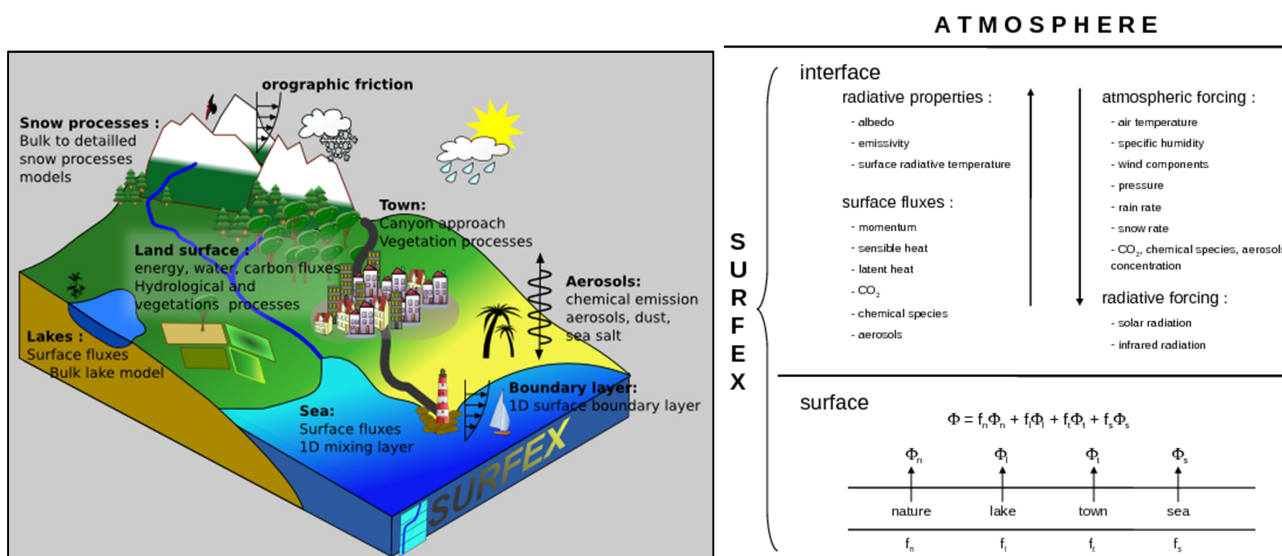 orographic friction
Snow processes :
Bulk to detailled
snow processes
models
Town:
Canyon approach
Vegetation processes
Land surface :
energy, water, carbon fluxes
Hydrological and
vegetations processes
Aerosols:
chemical emission
aerosols, dust,
sea salt
Lakes :
Surface fluxes
Bulk lake model
Boundary layer:
1D surface boundary layer
Sea:
Surface fluxes
1D mixing layer
SURFEX
ATMOSPHERE
SURFEX
interface
radiative properties :
- albedo
- emissivity
- surface radiative temperature
surface fluxes :
- momentum
- sensible heat
- latent heat
- CO₂
- chemical species
- aerosols
atmospheric forcing :
- air temperature
- specific humidity
- wind components
- pressure
- rain rate
- snow rate
- CO₂, chemical species, aerosols
concentration
radiative forcing :
- solar radiation
- infrared radiation
surface
Φ = fₙΦₙ + fₗΦₗ + fₜΦₜ + fₛΦₛ
Φₙ Φₗ Φₜ Φₛ
nature lake town sea
fₙ fₗ fₜ fₛ